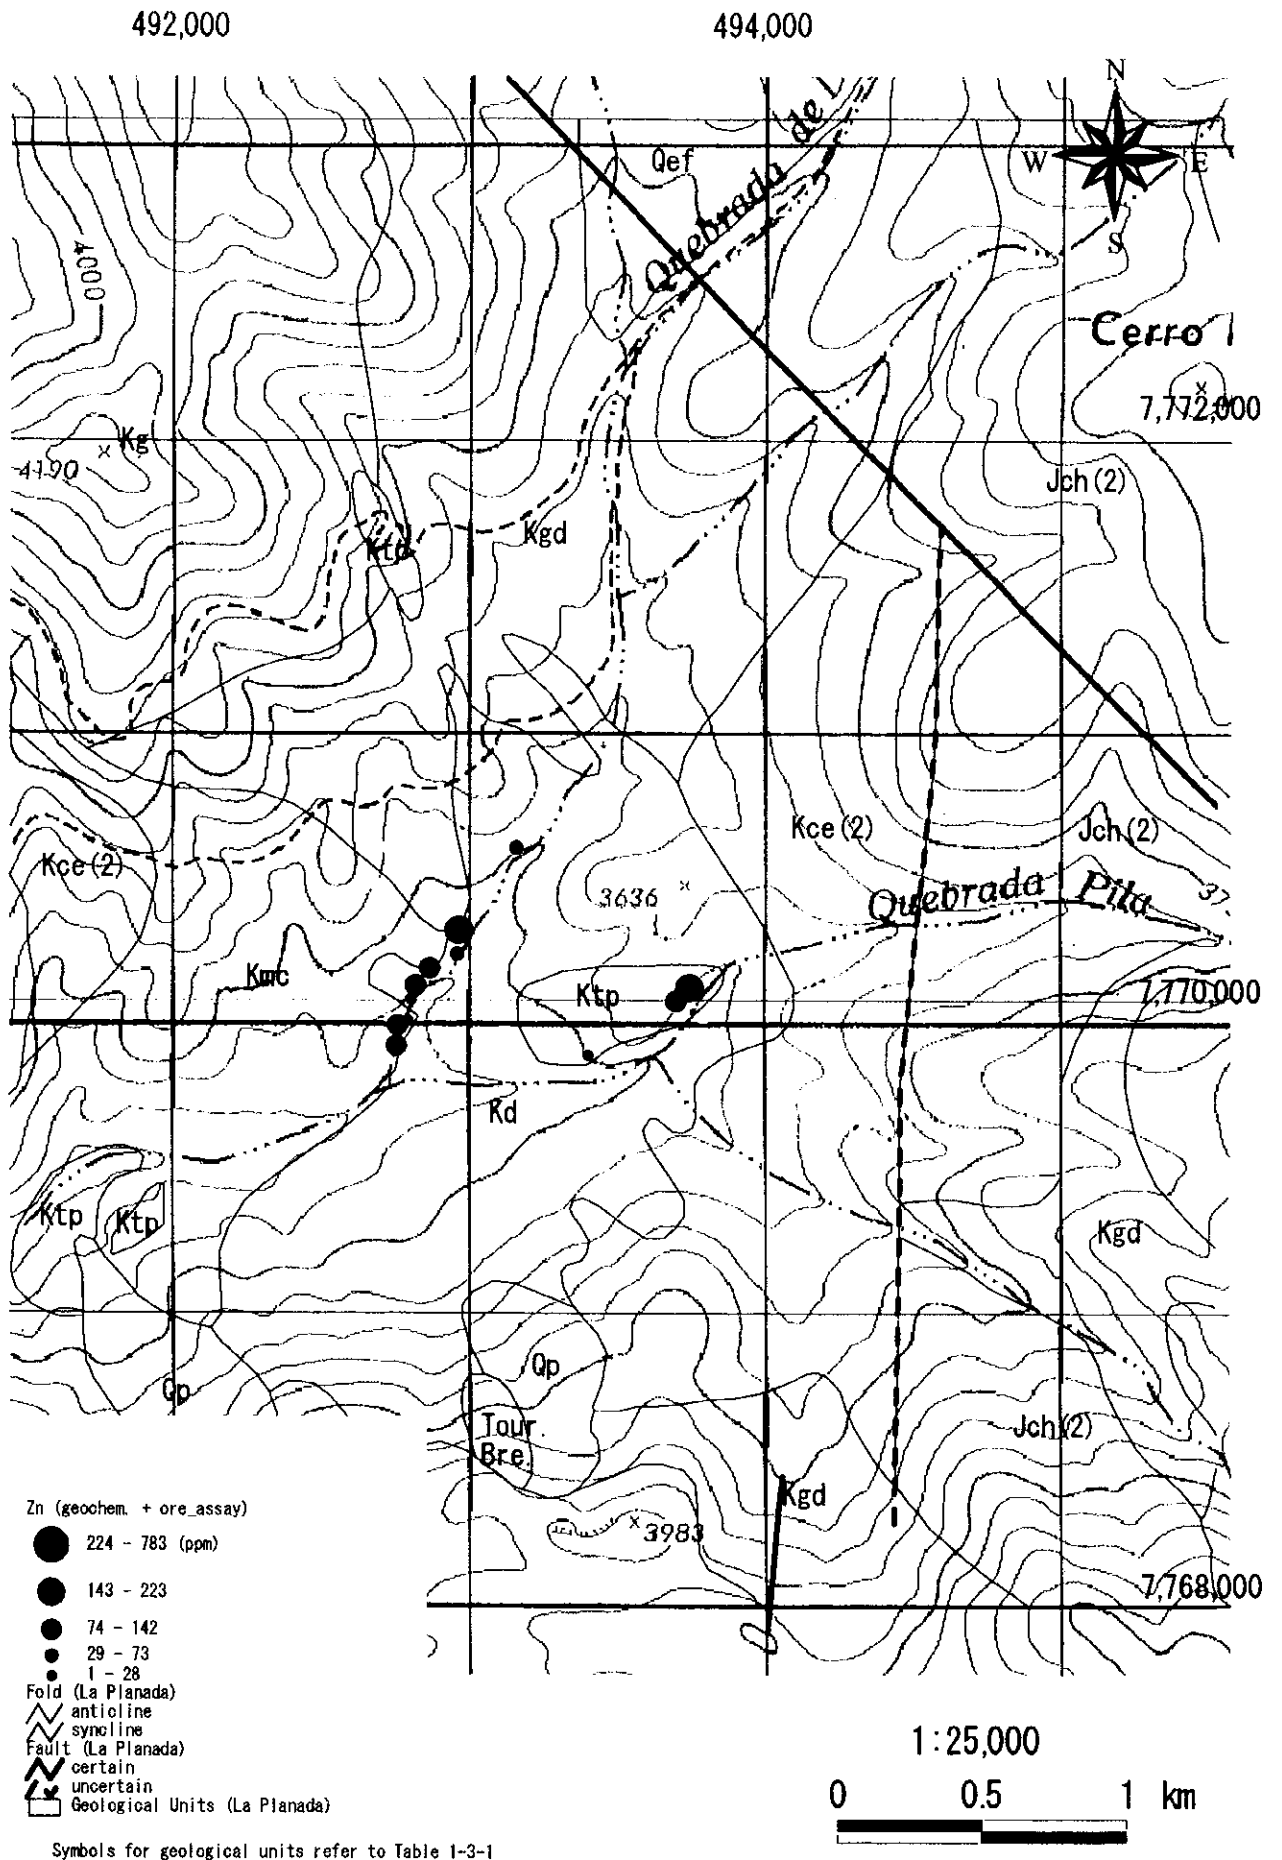 492,000
494,000
N
W
E
S
Qef
Quebrada de
4000
Cerro
7,772,000
Kg
4190
Jch(2)
Kgd
Kce(2)
Kce(2)
Jch(2)
3636
Quebrada Pila
37
Kmc
Ktp
7,770,000
Kd
Ktp
Ktp
Kgd
Qp
Qp
Jch(2)
Tour.
Bre.
Kgd
3983
7,768,000
Zn (geochem. + ore_assay)
224 - 783 (ppm)
143 - 223
74 - 142
29 - 73
1 - 28
Fold (La Planada)
anticline
syncline
Fault (La Planada)
certain
uncertain
Geological Units (La Planada)
1:25,000
0 0.5 1 km
Symbols for geological units refer to Table 1-3-1